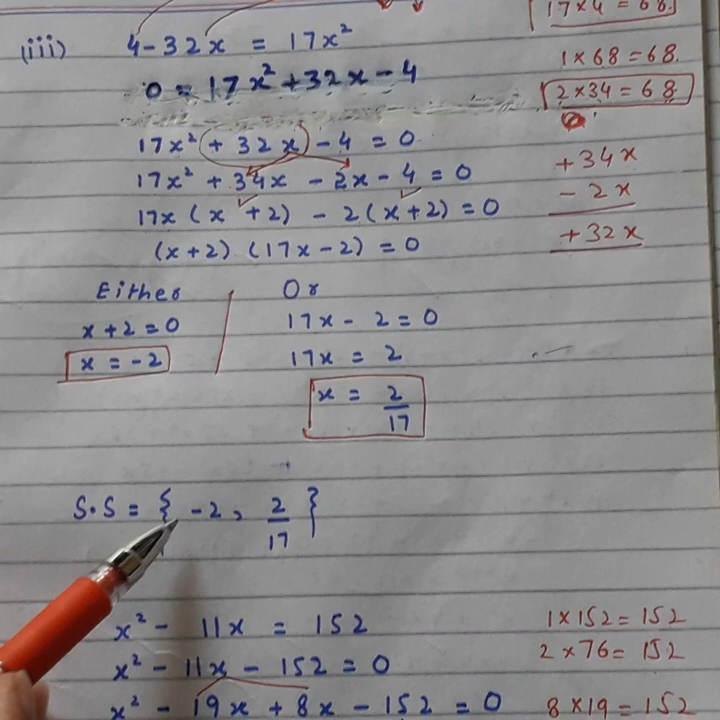 17 x 4 = 68.
(iii) 4 - 32x = 17x²
1 x 68 = 68.
0 = 17x² + 32x - 4
2 x 34 = 68.
17x² + 32x - 4 = 0
17x² + 34x - 2x - 4 = 0
+34x
- 2x
+32x
17x (x + 2) - 2 (x + 2) = 0
(x+2) (17x - 2) = 0
Either
Or
x + 2 = 0
17x - 2 = 0
x = -2
17x = 2
x = 2/17
S.S = { -2, 2/17 }
x² - 11x = 152
1 x 152 = 152
x² - 11x - 152 = 0
2 x 76 = 152
x² - 19x + 8x - 152 = 0
8 x 19 = 152